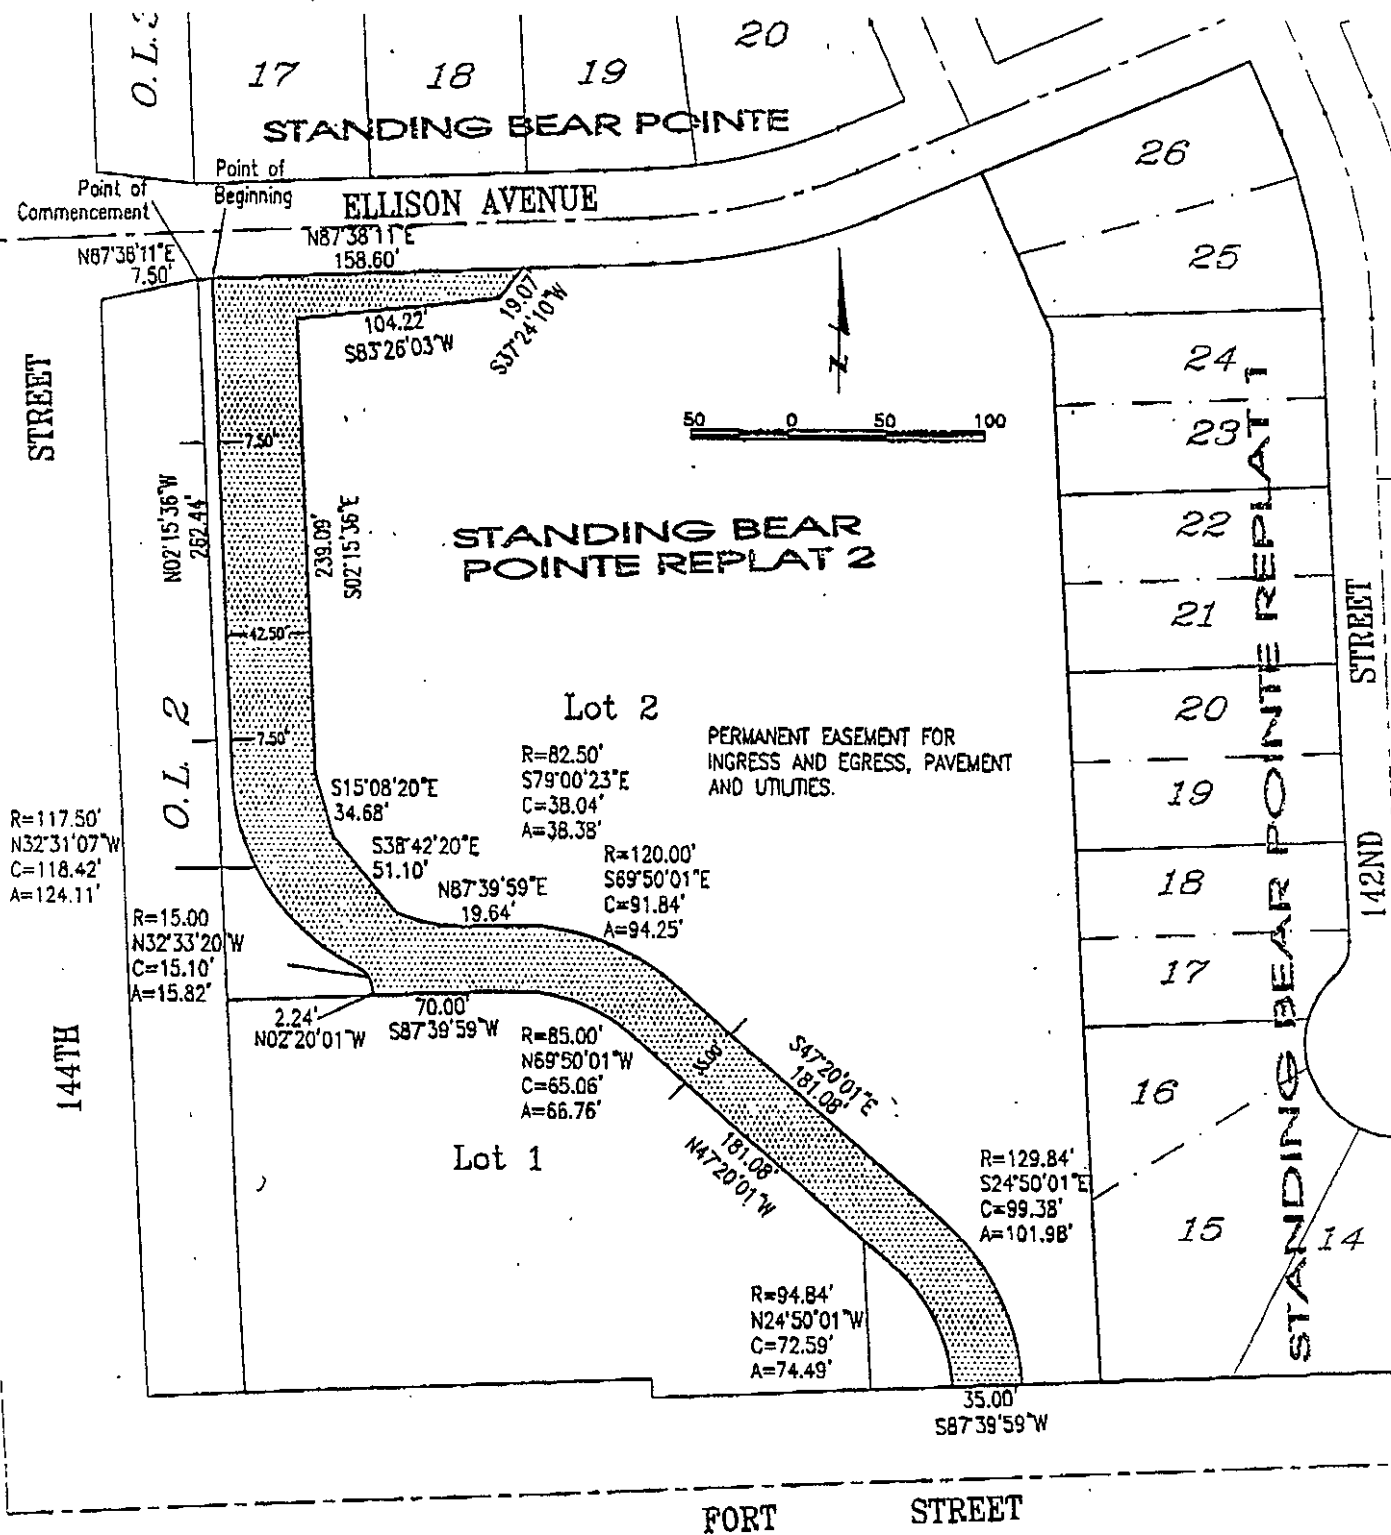 O.L. 3
17
18
19
20
STANDING BEAR POINTE
Point of
Commencement
Point of
Beginning
ELLISON AVENUE
N87°38'11"E
7.50'
N87°38'11"E
158.60'
104.22'
S83°26'03"W
19.07
S37°24'10"W
26
25
24
23
22
21
20
19
18
17
16
15
14
STANDING BEAR POINTE REPLAT 1
N
50 0 50 100
STREET
7.50'
N02°15'36"W
262.44'
239.09'
S02°15'36"E
STANDING BEAR
POINTE REPLAT 2
42.50'
7.50'
O.L. 2
Lot 2
PERMANENT EASEMENT FOR
INGRESS AND EGRESS, PAVEMENT
AND UTILITIES.
R=82.50'
S79°00'23"E
C=38.04'
A=38.38'
S15°08'20"E
34.68'
S38°42'20"E
51.10'
R=117.50'
N32°31'07"W
C=118.42'
A=124.11'
N87°39'59"E
19.64'
R=120.00'
S69°50'01"E
C=91.84'
A=94.25'
R=15.00
N32°33'20"W
C=15.10'
A=15.82'
2.24'
N02°20'01"W
70.00'
S87°39'59"W
R=85.00'
N69°50'01"W
C=65.06'
A=66.76'
35.00'
S47°20'01"E
181.08'
181.08'
N47°20'01"W
144TH
STREET
142ND
Lot 1
R=129.84'
S24°50'01"E
C=99.38'
A=101.98'
R=94.84'
N24°50'01"W
C=72.59'
A=74.49'
35.00'
S87°39'59"W
FORT STREET